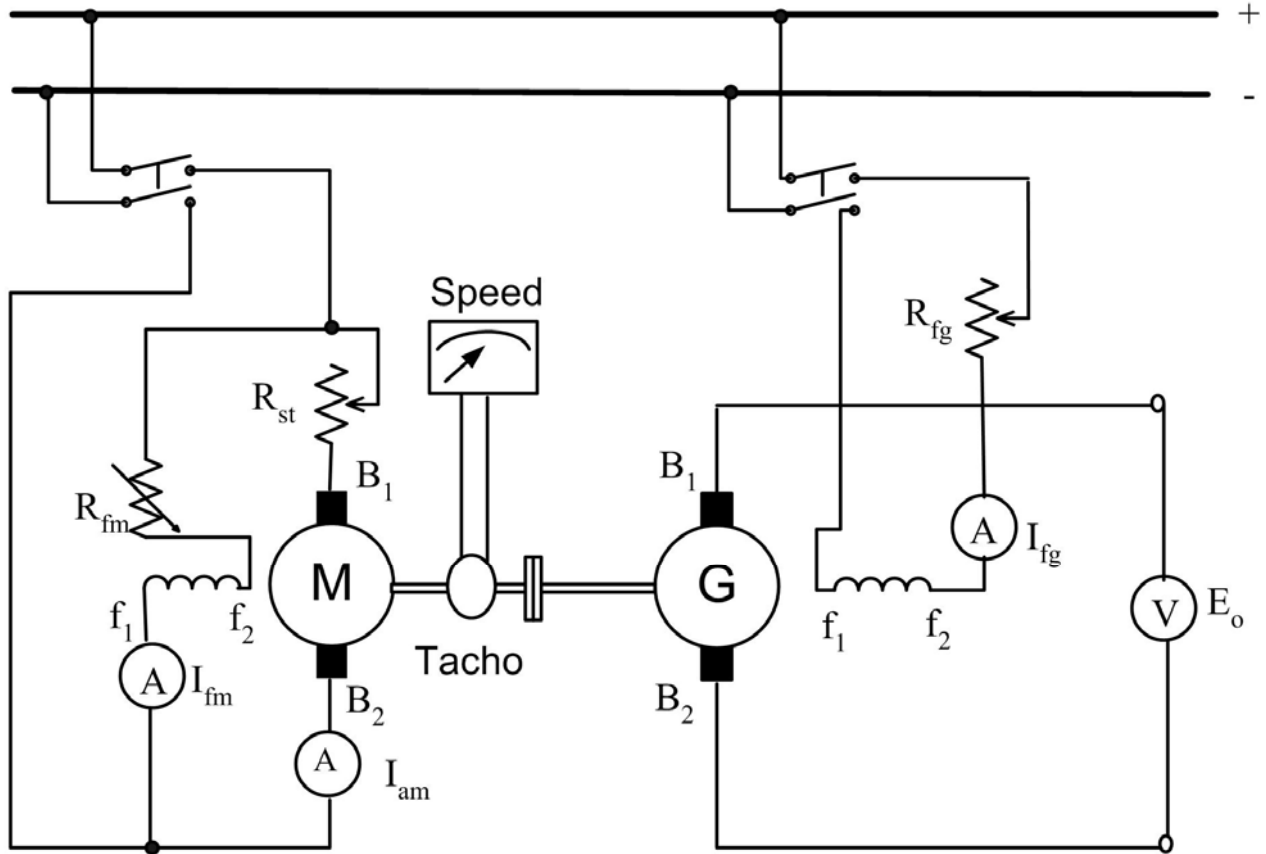 +
-
Speed
R_fg
R_st
B_1
B_1
R_fm
A
I_fg
M
G
V
E_o
f_1
f_2
f_1
f_2
Tacho
A
I_fm
B_2
B_2
A
I_am